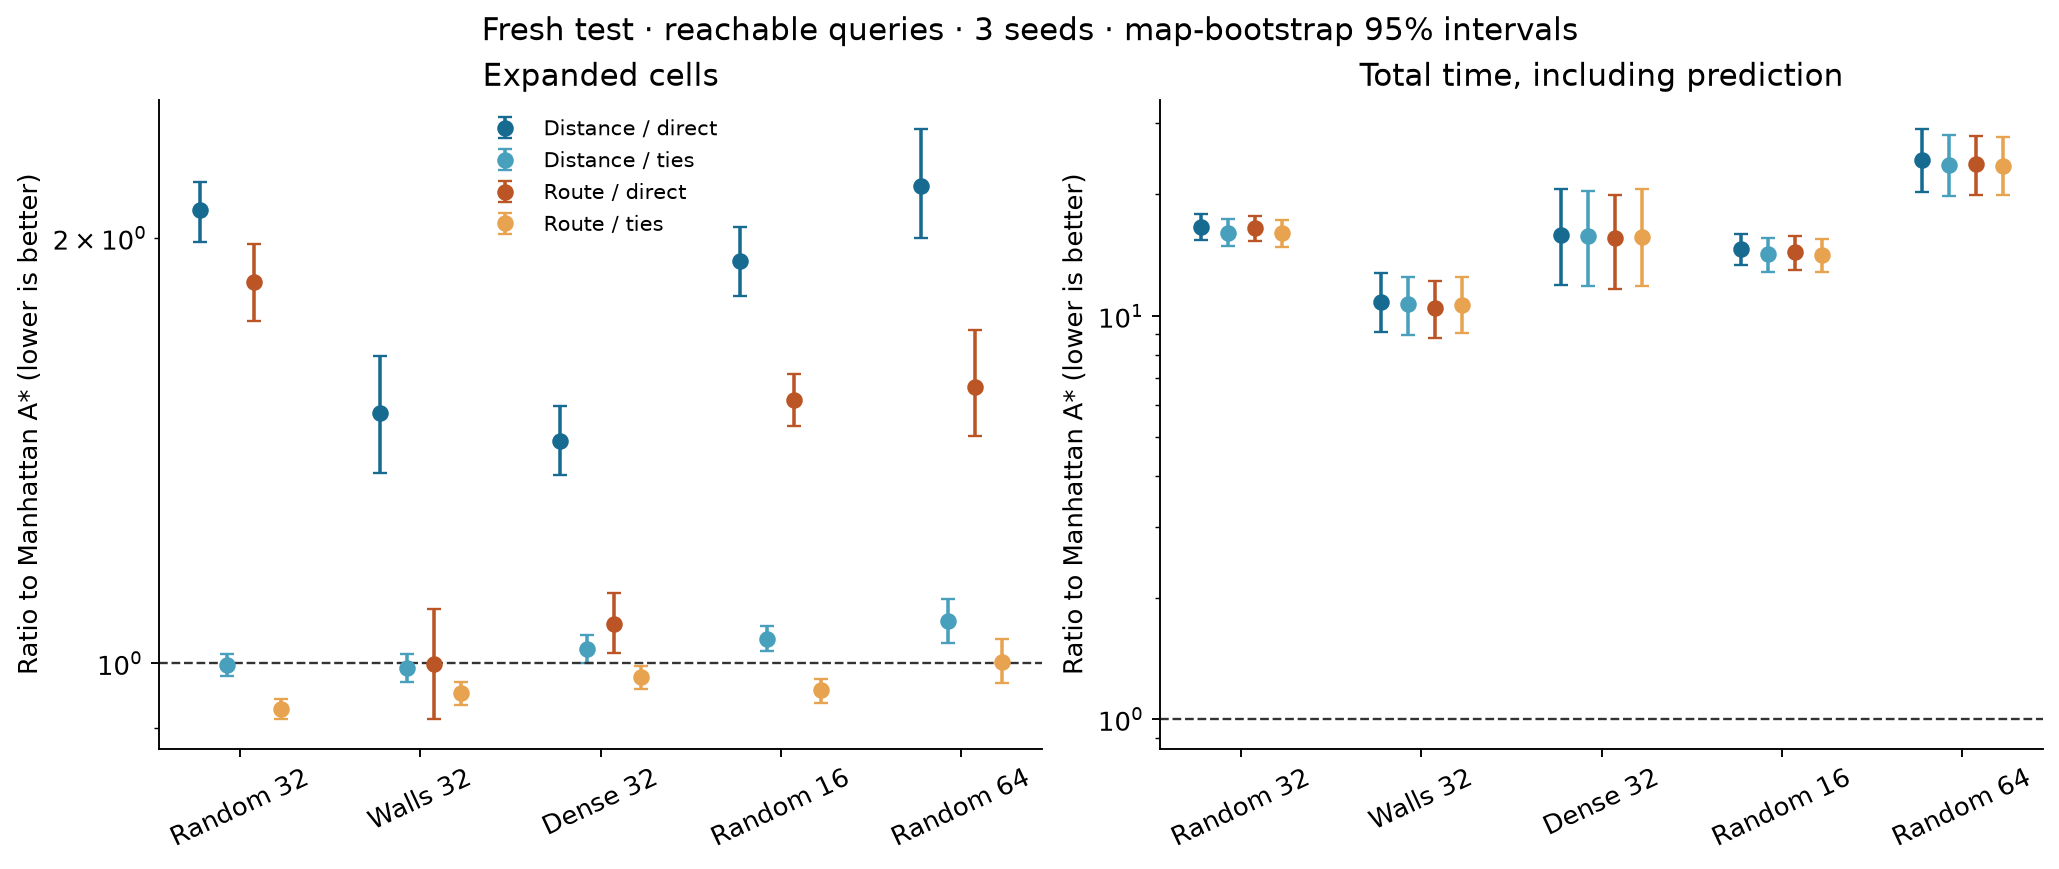 Fresh test · reachable queries · 3 seeds · map-bootstrap 95% intervals
Expanded cells
Ratio to Manhattan A* (lower is better)
2 × 10⁰
10⁰
Distance / direct
Distance / ties
Route / direct
Route / ties
Random 32
Walls 32
Dense 32
Random 16
Random 64
Total time, including prediction
Ratio to Manhattan A* (lower is better)
10¹
10⁰
Random 32
Walls 32
Dense 32
Random 16
Random 64